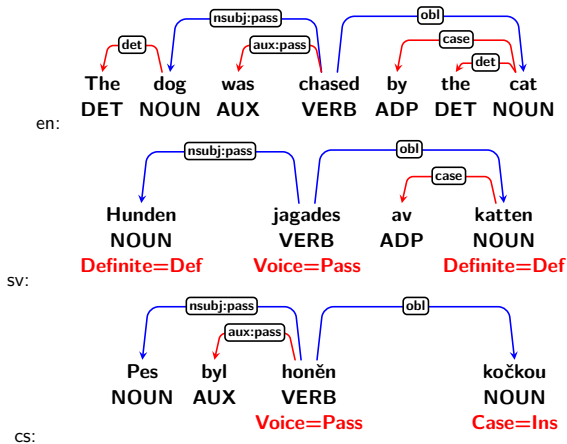 nsubj:pass obl
det aux:pass case det
The dog was chased by the cat
DET NOUN AUX VERB ADP DET NOUN
en:
nsubj:pass obl
case
Hunden jagades av katten
NOUN VERB ADP NOUN
Definite=Def Voice=Pass Definite=Def
sv:
nsubj:pass obl
aux:pass
Pes byl honěn kočkou
NOUN AUX VERB NOUN
Voice=Pass Case=Ins
cs: